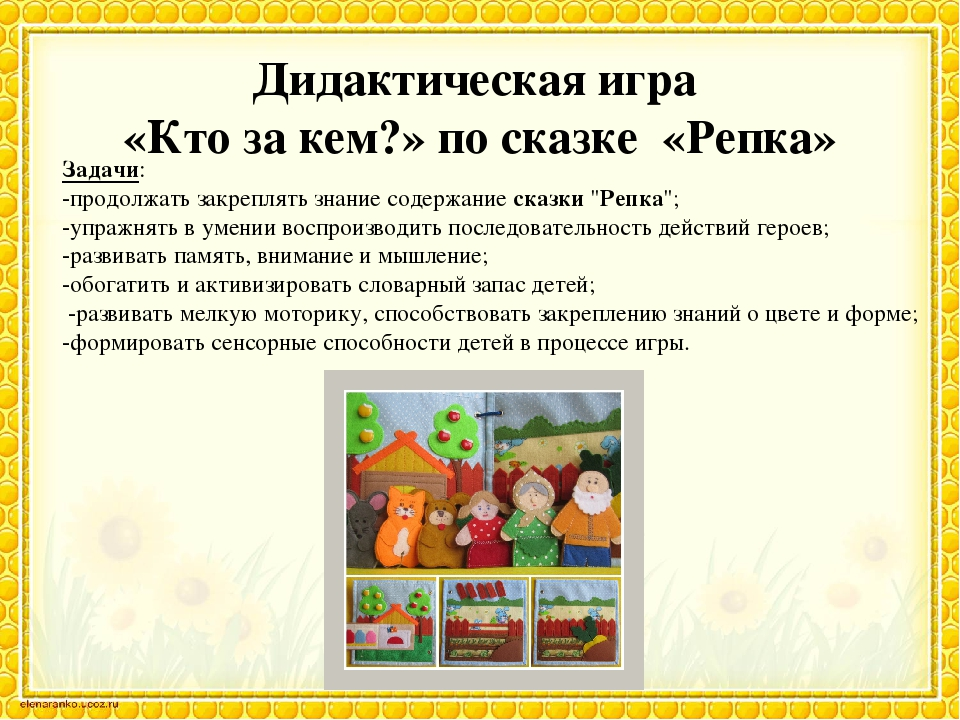 Дидактическая игра
«Кто за кем?» по сказке «Репка»
Задачи:
-продолжать закреплять знание содержание сказки "Репка";
-упражнять в умении воспроизводить последовательность действий героев;
-развивать память, внимание и мышление;
-обогатить и активизировать словарный запас детей;
-развивать мелкую моторику, способствовать закреплению знаний о цвете и форме;
-формировать сенсорные способности детей в процессе игры.
elenaranko.ucoz.ru